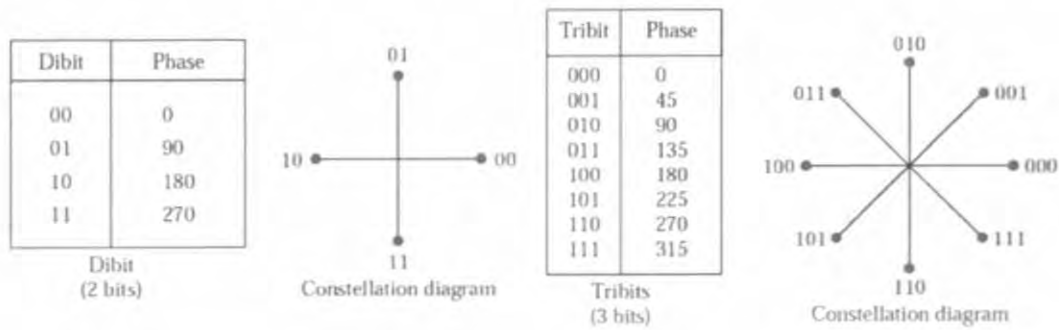 Dibit Phase
00 0
01 90
10 180
11 270
Dibit
(2 bits)
01
10 00
11
Constellation diagram
Tribit Phase
000 0
001 45
010 90
011 135
100 180
101 225
110 270
111 315
Tribits
(3 bits)
010
011 001
100 000
101 111
110
Constellation diagram